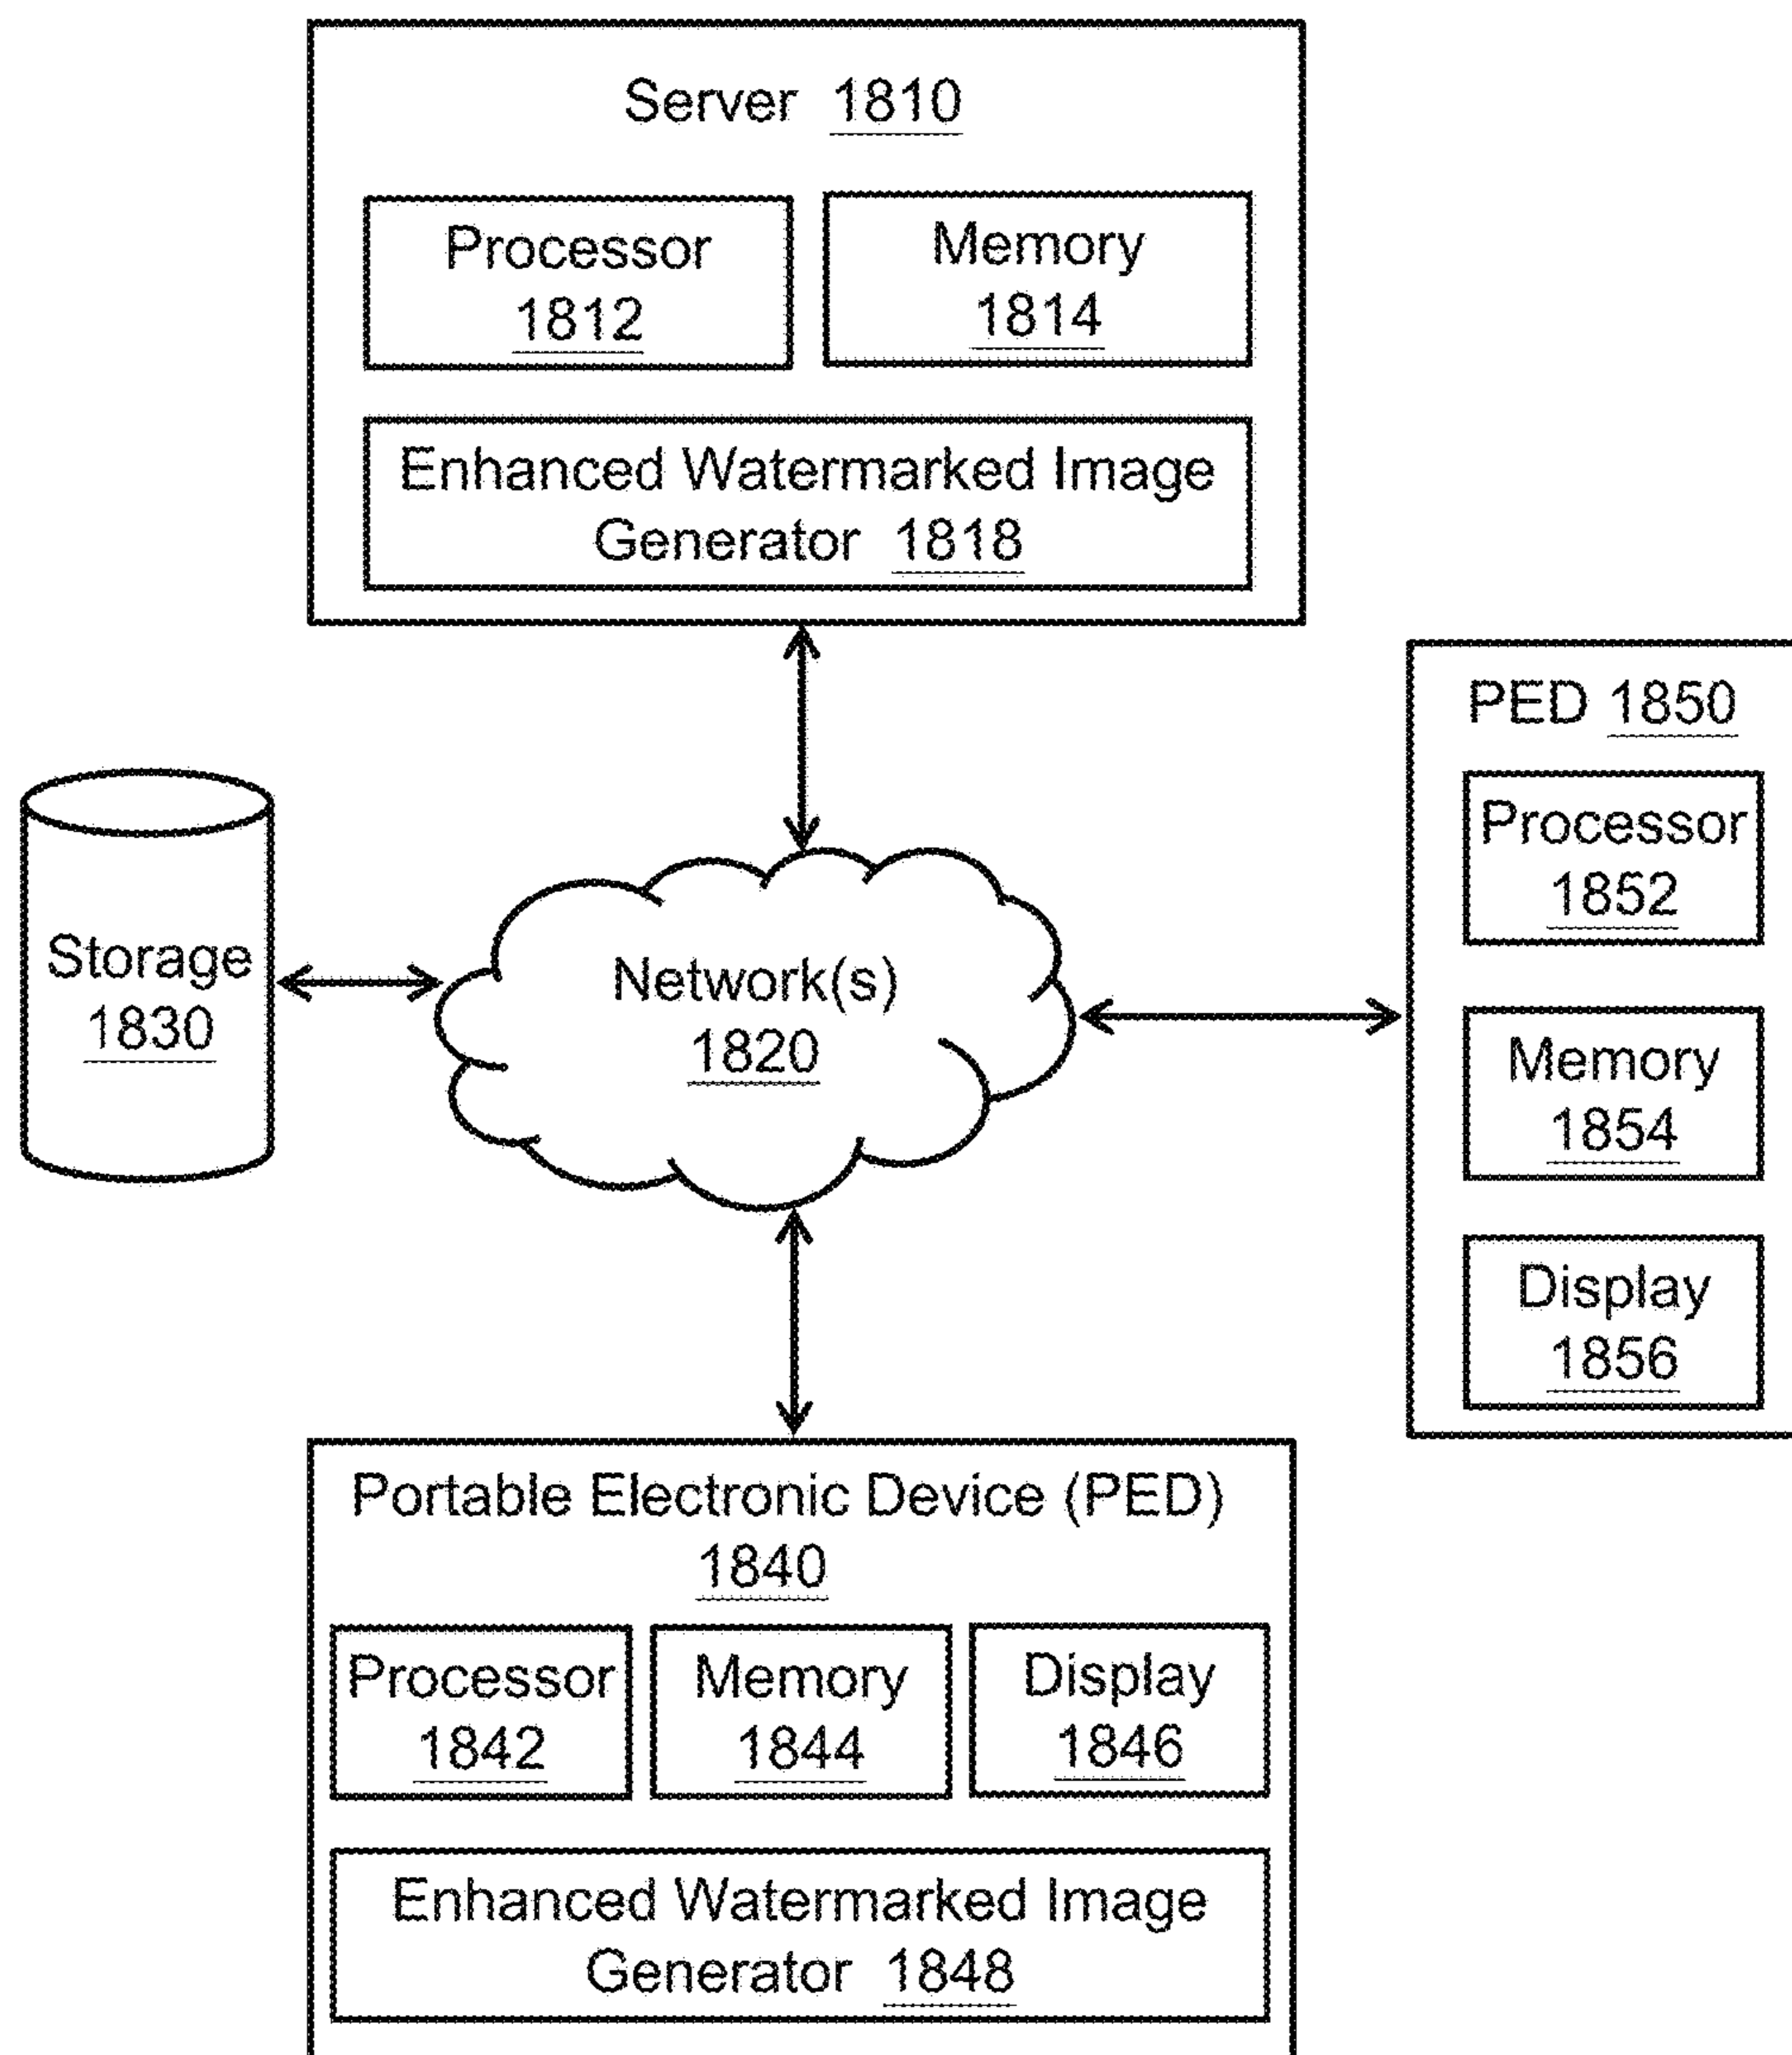 Server 1810
Processor
1812
Memory
1814
Enhanced Watermarked Image
Generator 1818
PED 1850
Processor
1852
Memory
1854
Display
1856
Storage
1830
Network(s)
1820
Portable Electronic Device (PED)
1840
Processor
1842
Memory
1844
Display
1846
Enhanced Watermarked Image
Generator 1848